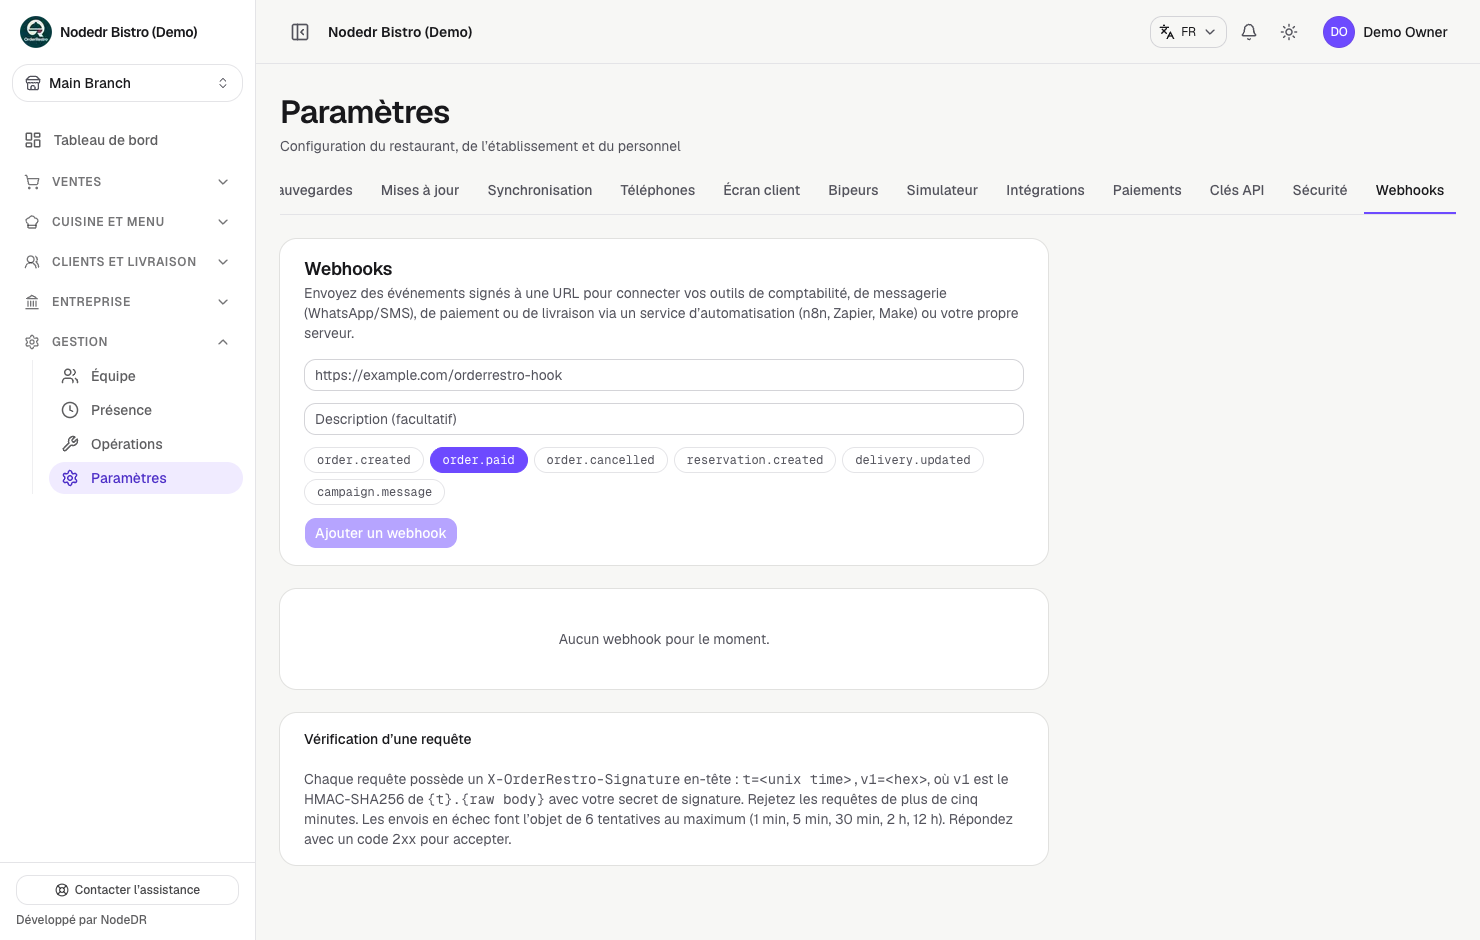 Nodedr Bistro (Demo)
Main Branch
Tableau de bord
VENTES
CUISINE ET MENU
CLIENTS ET LIVRAISON
ENTREPRISE
GESTION
Équipe
Présence
Opérations
Paramètres
Contacter l'assistance
Développé par NodeDR
Nodedr Bistro (Demo)
FR
DO
Demo Owner
Paramètres
Configuration du restaurant, de l'établissement et du personnel
auvegardes
Mises à jour
Synchronisation
Téléphones
Écran client
Bipeurs
Simulateur
Intégrations
Paiements
Clés API
Sécurité
Webhooks
Webhooks
Envoyez des événements signés à une URL pour connecter vos outils de comptabilité, de messagerie
(WhatsApp/SMS), de paiement ou de livraison via un service d'automatisation (n8n, Zapier, Make) ou votre propre
serveur.
https://example.com/orderrestro-hook
Description (facultatif)
order.created order.paid order.cancelled reservation.created delivery.updated
campaign.message
Ajouter un webhook
Aucun webhook pour le moment.
Vérification d'une requête
Chaque requête possède un X-OrderRestro-Signature en-tête : t=<unix time>,v1=<hex>, où v1 est le
HMAC-SHA256 de {t}.{raw body} avec votre secret de signature. Rejetez les requêtes de plus de cinq
minutes. Les envois en échec font l'objet de 6 tentatives au maximum (1 min, 5 min, 30 min, 2 h, 12 h). Répondez
avec un code 2xx pour accepter.